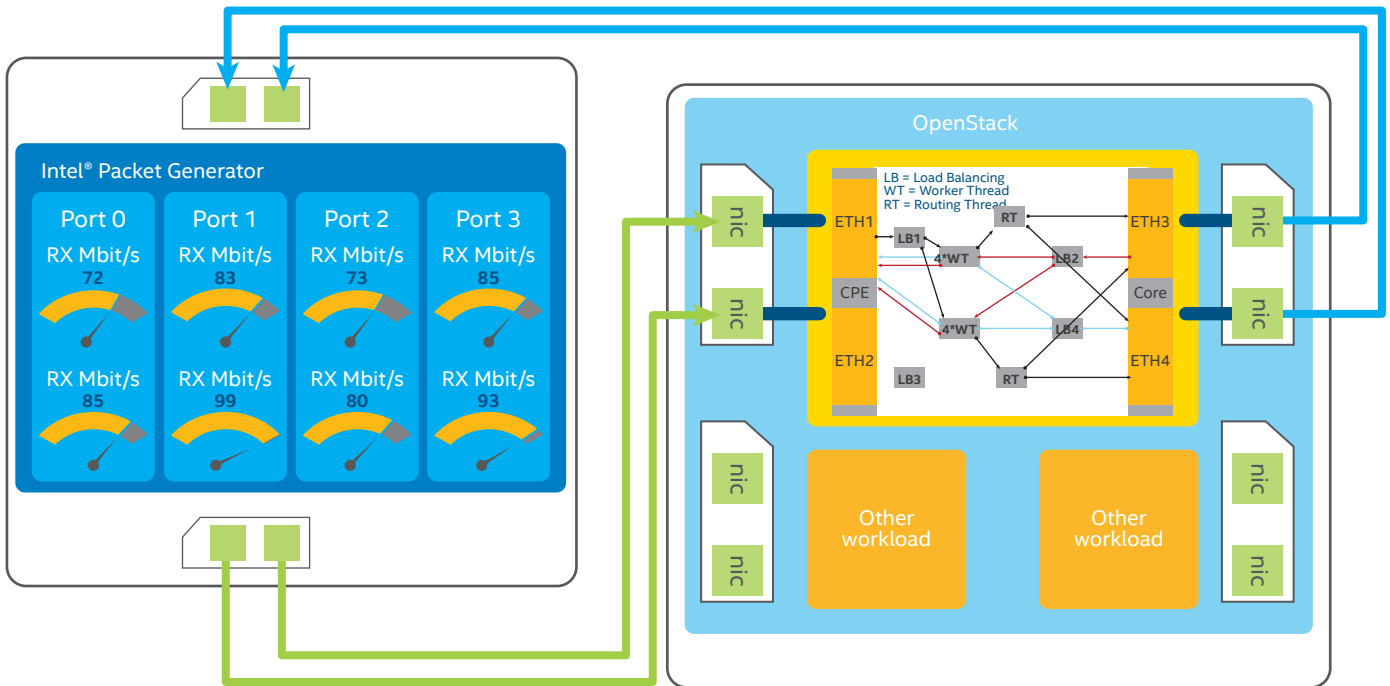 Intel® Packet Generator
Port 0
RX Mbit/s
72
RX Mbit/s
85
Port 1
RX Mbit/s
83
RX Mbit/s
99
Port 2
RX Mbit/s
73
RX Mbit/s
80
Port 3
RX Mbit/s
85
RX Mbit/s
93
OpenStack
nic
nic
nic
nic
ETH1
CPE
ETH2
LB = Load Balancing
WT = Worker Thread
RT = Routing Thread
RT
LB1
4*WT
LB2
4*WT
LB4
LB3
RT
ETH3
Core
ETH4
nic
nic
nic
nic
Other
workload
Other
workload